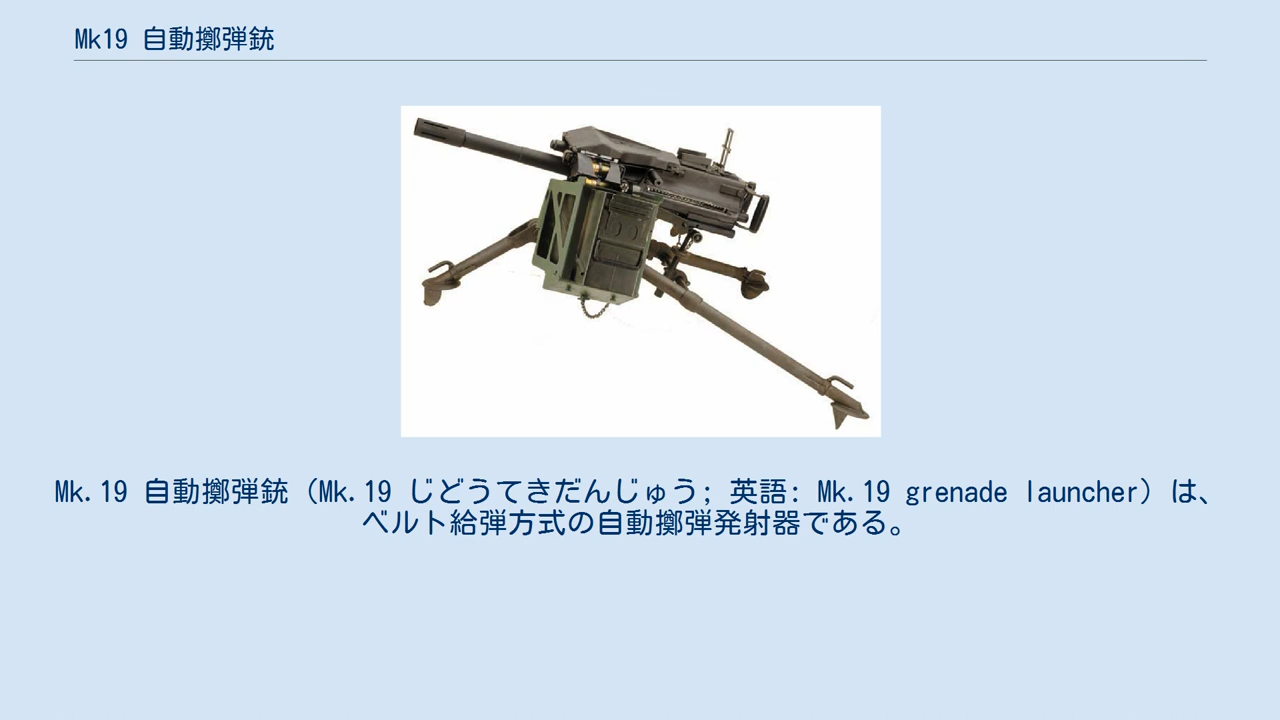 Mk19 自動擲弾銃
Mk.19 自動擲弾銃（Mk.19 じどうてきだんじゅう; 英語: Mk.19 grenade launcher）は、
ベルト給弾方式の自動擲弾発射器である。